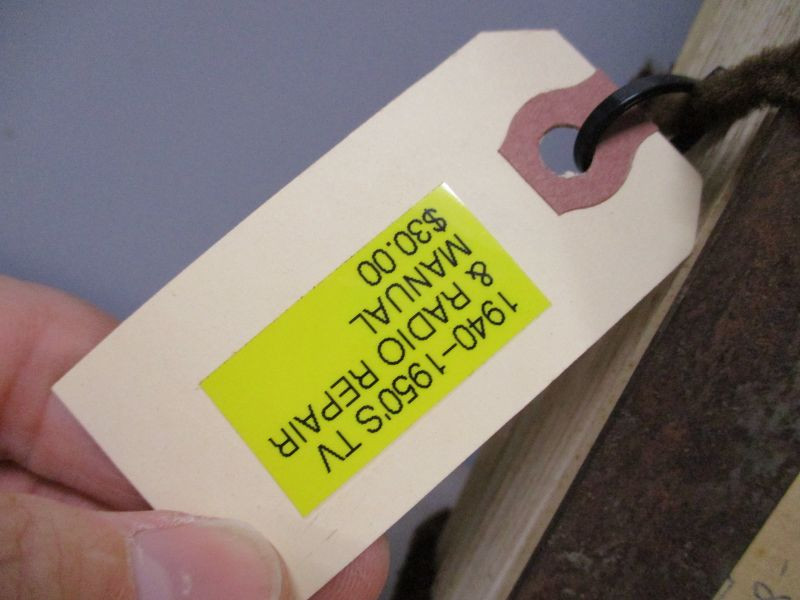 1940-1950'S TV
& RADIO REPAIR
MANUAL
$30.00